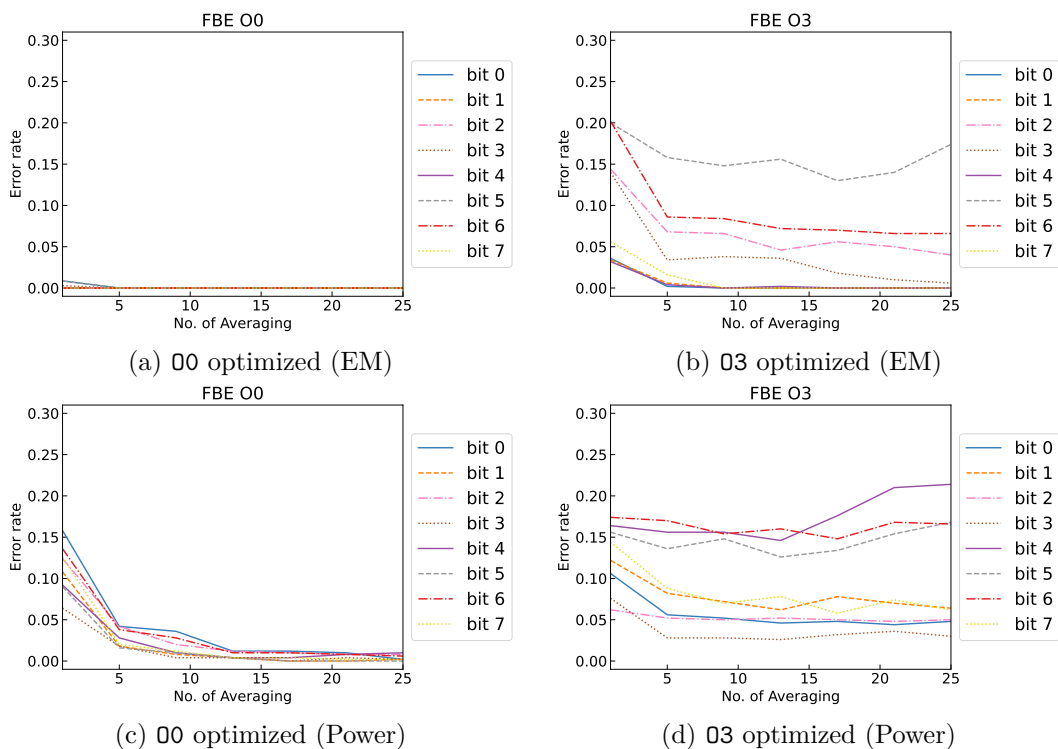 FBE O0
0.30
0.25
0.20
0.15
0.10
0.05
0.00
Error rate
5
10
15
20
25
No. of Averaging
bit 0
bit 1
bit 2
bit 3
bit 4
bit 5
bit 6
bit 7
(a) O0 optimized (EM)
FBE O3
0.30
0.25
0.20
0.15
0.10
0.05
0.00
Error rate
5
10
15
20
25
No. of Averaging
bit 0
bit 1
bit 2
bit 3
bit 4
bit 5
bit 6
bit 7
(b) O3 optimized (EM)
FBE O0
0.30
0.25
0.20
0.15
0.10
0.05
0.00
Error rate
5
10
15
20
25
No. of Averaging
bit 0
bit 1
bit 2
bit 3
bit 4
bit 5
bit 6
bit 7
(c) O0 optimized (Power)
FBE O3
0.30
0.25
0.20
0.15
0.10
0.05
0.00
Error rate
5
10
15
20
25
No. of Averaging
bit 0
bit 1
bit 2
bit 3
bit 4
bit 5
bit 6
bit 7
(d) O3 optimized (Power)